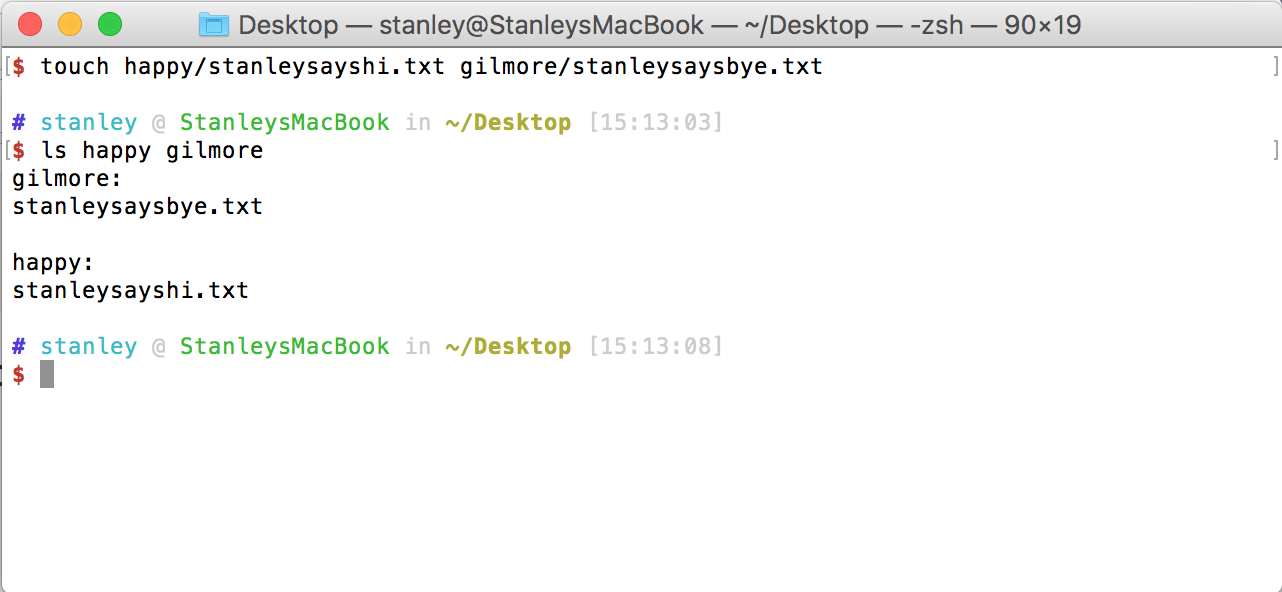 Desktop — stanley@StanleysMacBook — ~/Desktop — -zsh — 90×19
[$ touch happy/stanleysayshi.txt gilmore/stanleysaysbye.txt ]
# stanley @ StanleysMacBook in ~/Desktop [15:13:03]
[$ ls happy gilmore ]
gilmore:
stanleysaysbye.txt
happy:
stanleysayshi.txt
# stanley @ StanleysMacBook in ~/Desktop [15:13:08]
$